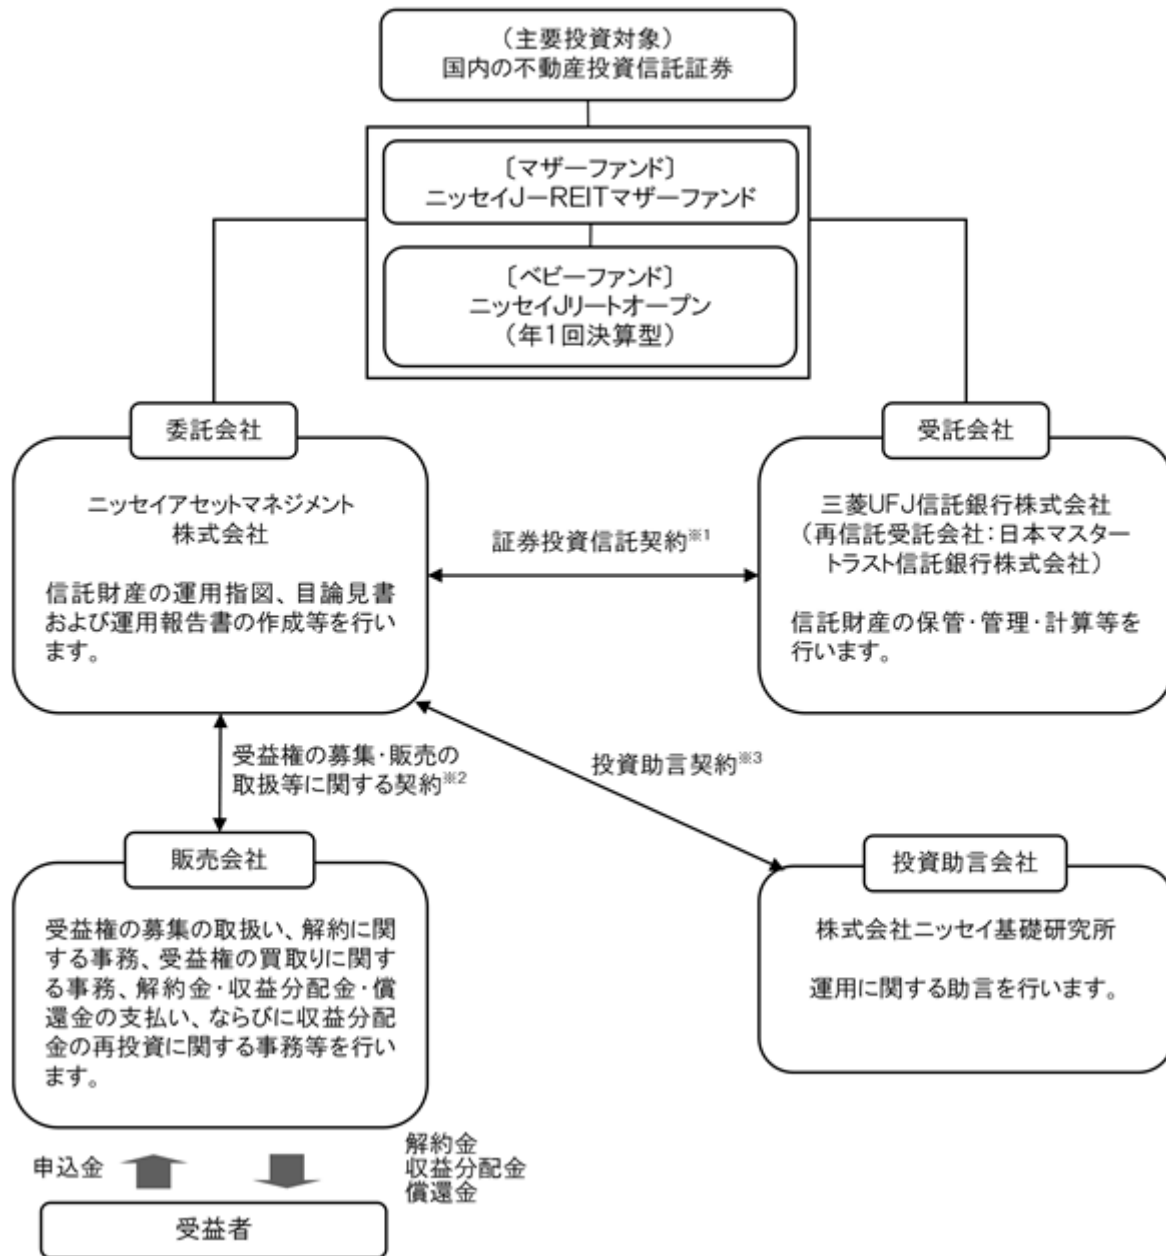 （主要投資対象）
国内の不動産投資信託証券
〔マザーファンド〕
ニッセイJ－REITマザーファンド
〔ベビーファンド〕
ニッセイJリートオープン
（年1回決算型）
委託会社
ニッセイアセットマネジメント
株式会社
信託財産の運用指図、目論見書
および運用報告書の作成等を行い
ます。
証券投資信託契約※1
受託会社
三菱UFJ信託銀行株式会社
（再信託受託会社：日本マスター
トラスト信託銀行株式会社）
信託財産の保管・管理・計算等を
行います。
受益権の募集・販売の
取扱等に関する契約※2
投資助言契約※3
販売会社
受益権の募集の取扱い、解約に関
する事務、受益権の買取りに関す
る事務、解約金・収益分配金・償
還金の支払い、ならびに収益分配
金の再投資に関する事務等を行い
ます。
投資助言会社
株式会社ニッセイ基礎研究所
運用に関する助言を行います。
申込金
解約金
収益分配金
償還金
受益者